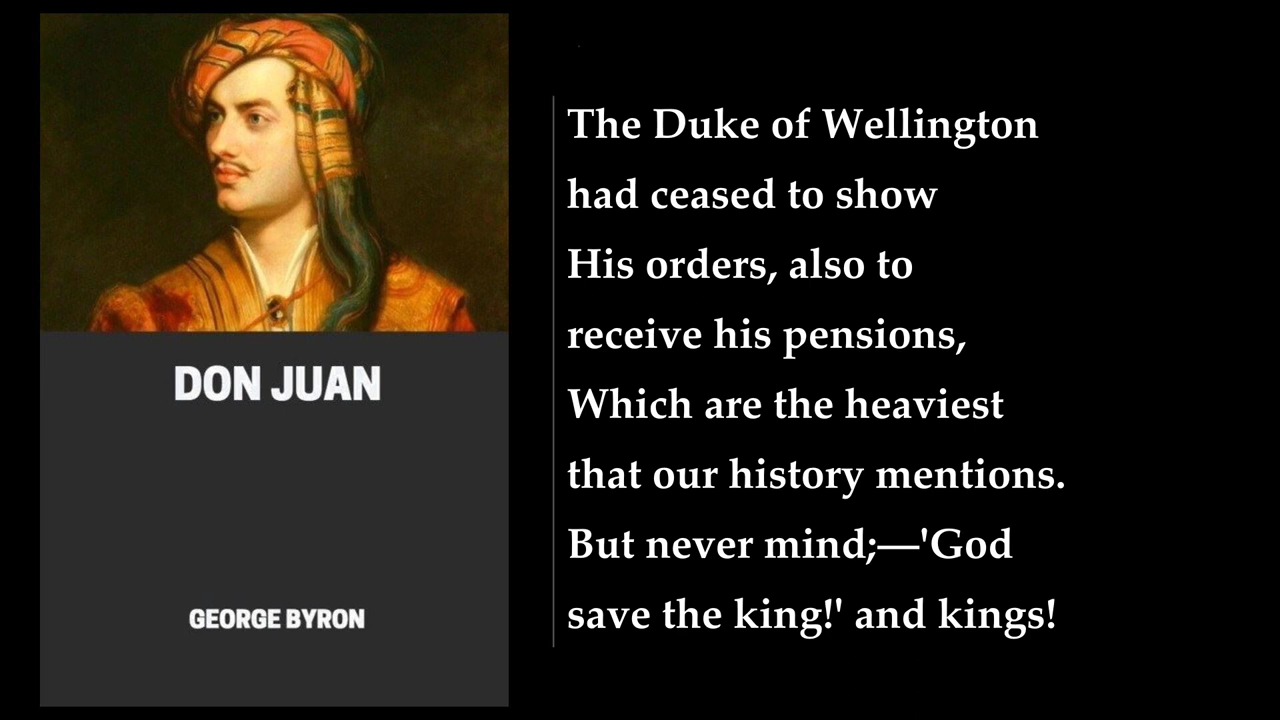 DON JUAN
GEORGE BYRON
The Duke of Wellington
had ceased to show
His orders, also to
receive his pensions,
Which are the heaviest
that our history mentions.
But never mind;—'God
save the king!' and kings!